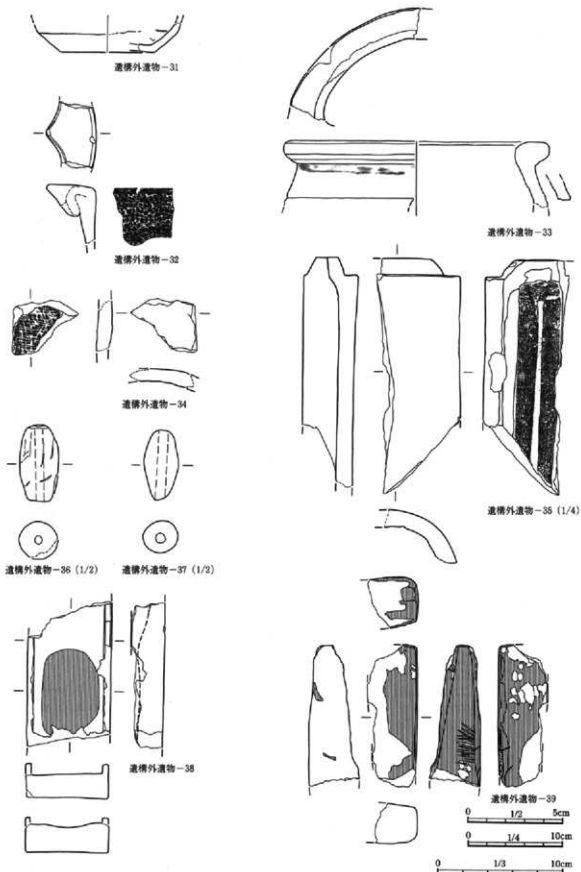 遺構外遺物－31
遺構外遺物－32
遺構外遺物－33
遺構外遺物－34
遺構外遺物－35 (1/4)
遺構外遺物－36 (1/2)
遺構外遺物－37 (1/2)
遺構外遺物－38
遺構外遺物－39
0 1/2 5cm
0 1/4 10cm
0 1/3 10cm